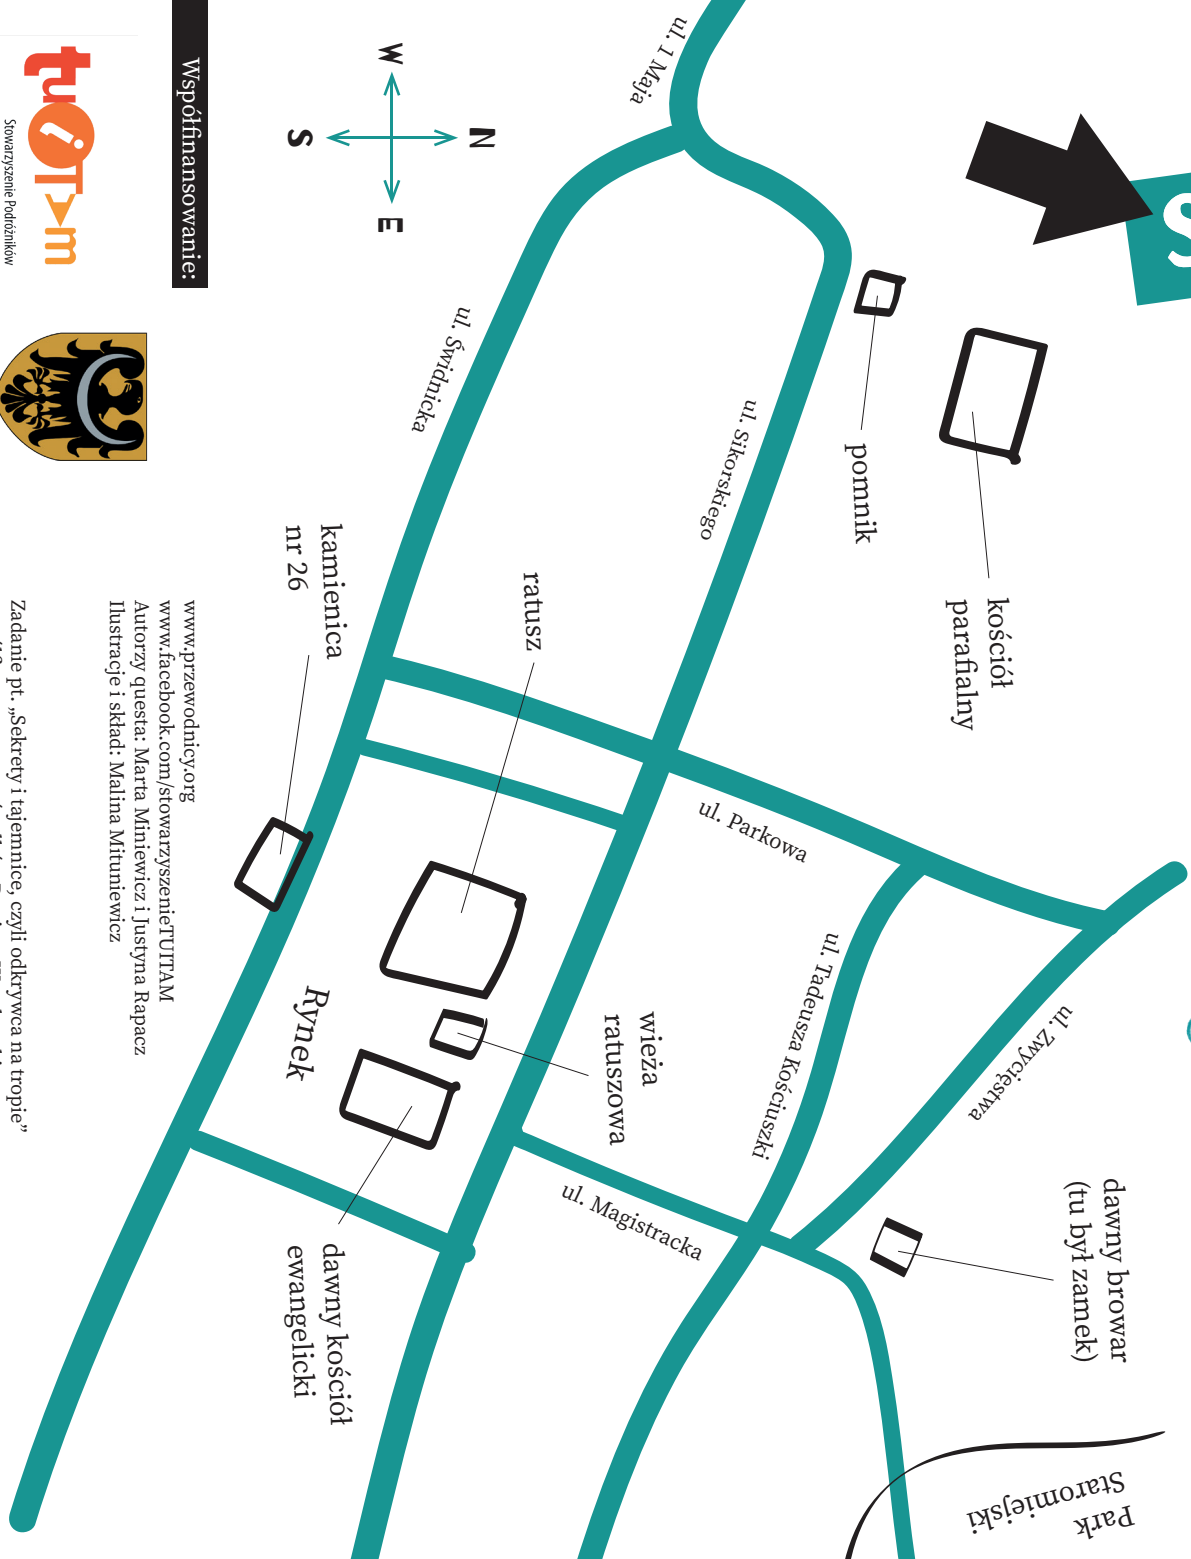 S
ul. 1 Maja
W
N
S
E
ul. Świdnicka
ul. Sikorskiego
pomnik
kościół
parafialny
ratusz
kamienica
nr 26
ul. Parkowa
ul. Tadeusza Kościuszki
ul. Zwycięstwa
wieża
ratuszowa
Rynek
ul. Magistracka
dawny browar
(tu był zamek)
dawny kościół
ewangelicki
Park
Staromiejski
Współfinansowanie:
tuiTAm
Stowarzyszenie Podróżników
www.przewodnicy.org
www.facebook.com/stowarzyszenieTUITAM
Autorzy questa: Marta Miniewicz i Justyna Rapacz
Ilustracje i skład: Malina Mituniewicz
Zadanie pt. „Sekrety i tajemnice, czyli odkrywca na tropie”